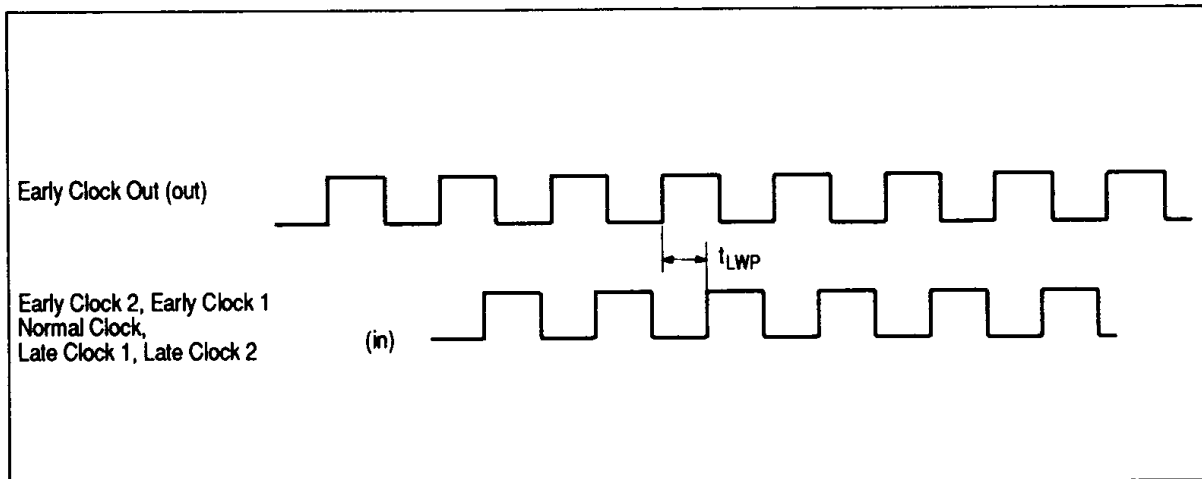 Early Clock Out (out)
tLWP
Early Clock 2, Early Clock 1
Normal Clock,
(in)
Late Clock 1, Late Clock 2